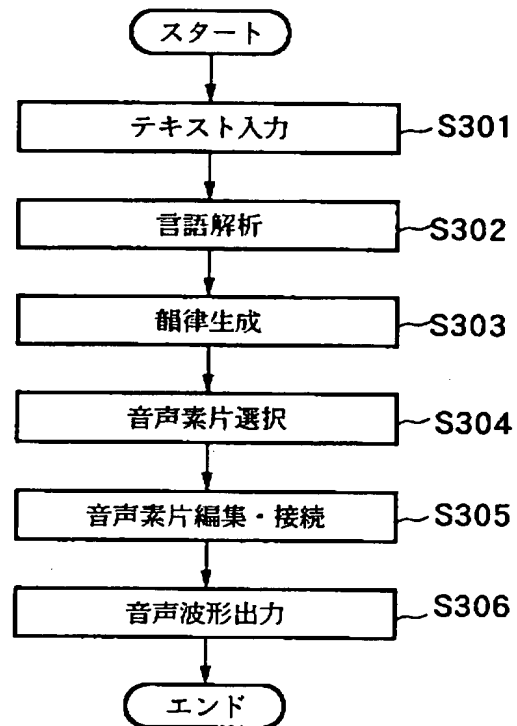 スタート
テキスト入力 S301
言語解析 S302
韻律生成 S303
音声素片選択 S304
音声素片編集・接続 S305
音声波形出力 S306
エンド